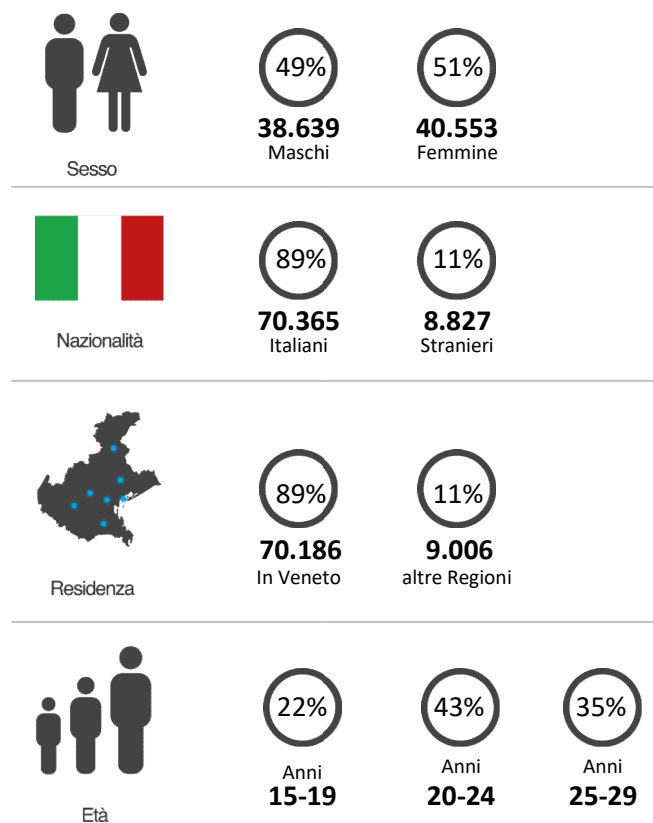 49%
51%
38.639
40.553
Maschi
Femmine
Sesso
89%
11%
70.365
8.827
Italiani
Stranieri
Nazionalità
89%
11%
70.186
9.006
In Veneto
altre Regioni
Residenza
22%
43%
35%
Anni
Anni
Anni
15-19
20-24
25-29
Età